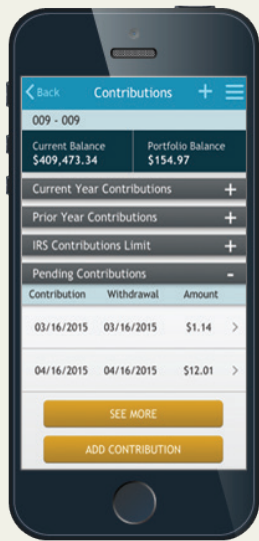 Back Contributions +
009 - 009
Current Balance Portfolio Balance
$409,473.34 $154.97
Current Year Contributions +
Prior Year Contributions +
IRS Contributions Limit +
Pending Contributions -
Contribution Withdrawal Amount
03/16/2015 03/16/2015 $1.14 >
04/16/2015 04/16/2015 $12.01 >
SEE MORE
ADD CONTRIBUTION